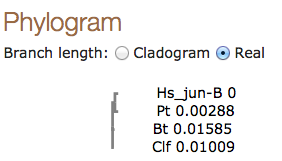 Phylogram
Branch length: Cladogram Real
Hs_jun-B 0
Pt 0.00288
Bt 0.01585
Clf 0.01009